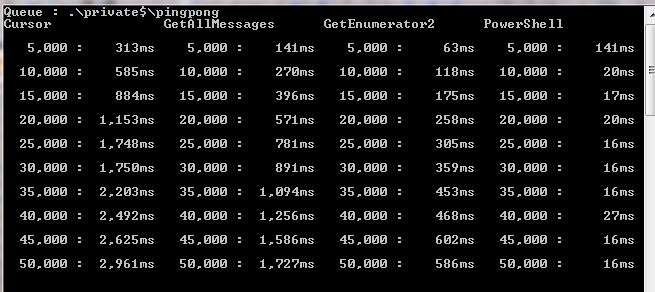 Queue : .\private$\pingpong
Cursor GetAllMessages GetEnumerator2 PowerShell
5,000 : 313ms 5,000 : 141ms 5,000 : 63ms 5,000 : 141ms
10,000 : 585ms 10,000 : 270ms 10,000 : 118ms 10,000 : 20ms
15,000 : 884ms 15,000 : 396ms 15,000 : 175ms 15,000 : 17ms
20,000 : 1,153ms 20,000 : 571ms 20,000 : 258ms 20,000 : 20ms
25,000 : 1,748ms 25,000 : 781ms 25,000 : 305ms 25,000 : 16ms
30,000 : 1,750ms 30,000 : 891ms 30,000 : 359ms 30,000 : 16ms
35,000 : 2,203ms 35,000 : 1,094ms 35,000 : 453ms 35,000 : 16ms
40,000 : 2,492ms 40,000 : 1,256ms 40,000 : 468ms 40,000 : 27ms
45,000 : 2,625ms 45,000 : 1,586ms 45,000 : 602ms 45,000 : 16ms
50,000 : 2,961ms 50,000 : 1,727ms 50,000 : 586ms 50,000 : 16ms